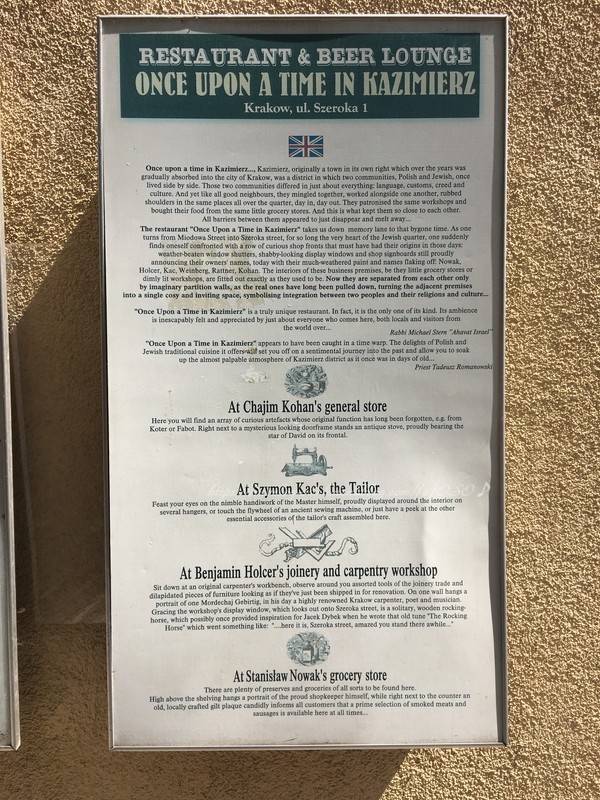 RESTAURANT & BEER LOUNGE
ONCE UPON A TIME IN KAZIMIERZ
Krakow, ul. Szeroka 1
Once upon a time in Kazimierz..., Kazimierz, originally a town in its own right which over the years was
gradually absorbed into the city of Krakow, was a district in which two communities, Polish and Jewish, once
lived side by side. Those two communities differed in just about everything: language, customs, creed and
culture. And yet like all good neighbours, they mingled together, worked alongside one another, rubbed
shoulders in the same places all over the quarter, day in, day out. They patronised the same workshops and
bought their food from the same little grocery stores. And this is what kept them so close to each other.
All barriers between them appeared to just disappear and melt away...
The restaurant "Once Upon a Time in Kazimierz" takes us down memory lane to that bygone time. As one
turns from Miodowa Street into Szeroka street, for so long the very heart of the Jewish quarter, one suddenly
finds oneself confronted with a row of curious shop fronts that must have had their origins in those days:
weather-beaten window shutters, shabby-looking display windows and shop signboards still proudly
announcing their owners' names, today with their much-weathered paint and names flaking off: Nowak,
Holcer, Kac, Weinberg, Rattner, Kohan. The interiors of these business premises, be they little grocery stores or
dimly lit workshops, are fitted out exactly as they used to be. Now they are separated from each other only
by imaginary partition walls, as the real ones have long been pulled down, turning the adjacent premises
into a single cosy and inviting space, symbolising integration between two peoples and their religions and culture...
"Once Upon a Time in Kazimierz" is a truly unique restaurant. In fact, it is the only one of its kind. Its ambience
is inescapably felt and appreciated by just about everyone who comes here, both locals and visitors from
the world over...
Rabbi Michael Stern "Ahavat Israel"
"Once Upon a Time in Kazimierz" appears to have been caught in a time warp. The delights of Polish and
Jewish traditional cuisine it offers will set you off on a sentimental journey into the past and allow you to soak
up the almost palpable atmosphere of Kazimierz district as it once was in days of old...
Priest Tadeusz Romanowski
At Chajim Kohan's general store
Here you will find an array of curious artefacts whose original function has long been forgotten, e.g. from
Koter or Fabot. Right next to a mysterious looking doorframe stands an antique stove, proudly bearing the
star of David on its frontal.
At Szymon Kac's, the Tailor
Feast your eyes on the nimble handiwork of the Master himself, proudly displayed around the interior on
several hangers, or touch the flywheel of an ancient sewing machine, or just have a peek at the other
essential accessories of the tailor's craft assembled here.
At Benjamin Holcer's joinery and carpentry workshop
Sit down at an original carpenter's workbench, observe around you assorted tools of the joinery trade and
dilapidated pieces of furniture looking as if they've just been shipped in for renovation. On one wall hangs a
portrait of one Mordechaj Gebirtig, in his day a highly renowned Krakow carpenter, poet and musician.
Gracing the workshop's display window, which looks out onto Szeroka street, is a solitary, wooden rocking-
horse, which possibly once provided inspiration for Jacek Dybek when he wrote that old tune "The Rocking
Horse" which went something like: "....here it is, Szeroka street, amazed you stand there awhile..."
At Stanisław Nowak's grocery store
There are plenty of preserves and groceries of all sorts to be found here.
High above the shelving hangs a portrait of the proud shopkeeper himself, while right next to the counter an
old, locally crafted gilt plaque candidly informs all customers that a prime selection of smoked meats and
sausages is available here at all times...